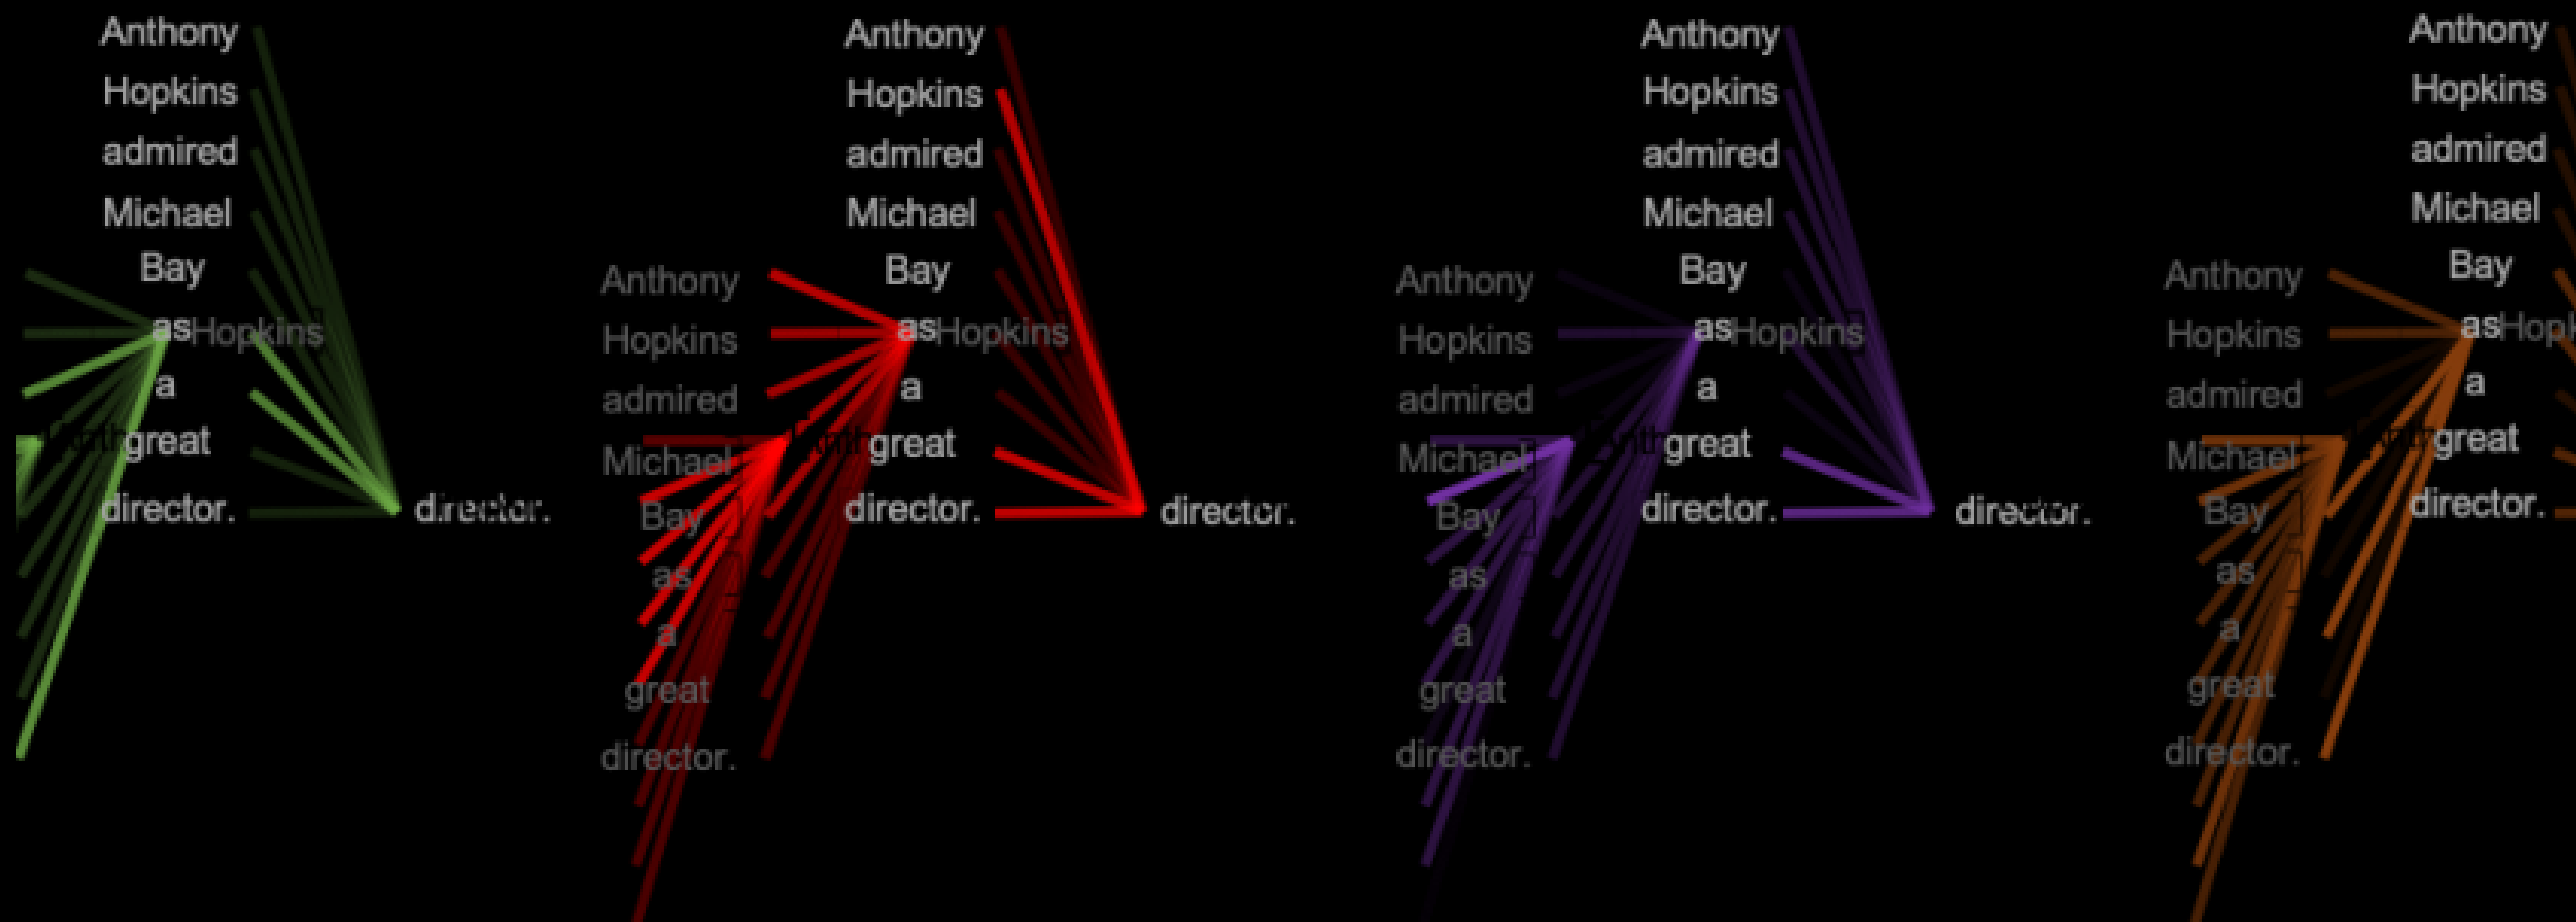 Anthony
Hopkins
admired
Michael
Bay
as Hopkins
a
great
director. director.
Anthony
Hopkins
admired
Michael
Bay
as Hopkins
a
great
director. director.
Anthony
Hopkins
admired
Michael
Bay
as
a
great
director.
Anthony
Hopkins
admired
Michael
Bay
as Hopkins
a
great
director. director.
Anthony
Hopkins
admired
Michael
Bay
as
a
great
director.
Anthony
Hopkins
admired
Michael
Bay
as
a
great
director.
Anthony
Hopkins
admired
Michael
Bay
as
a
great
director.